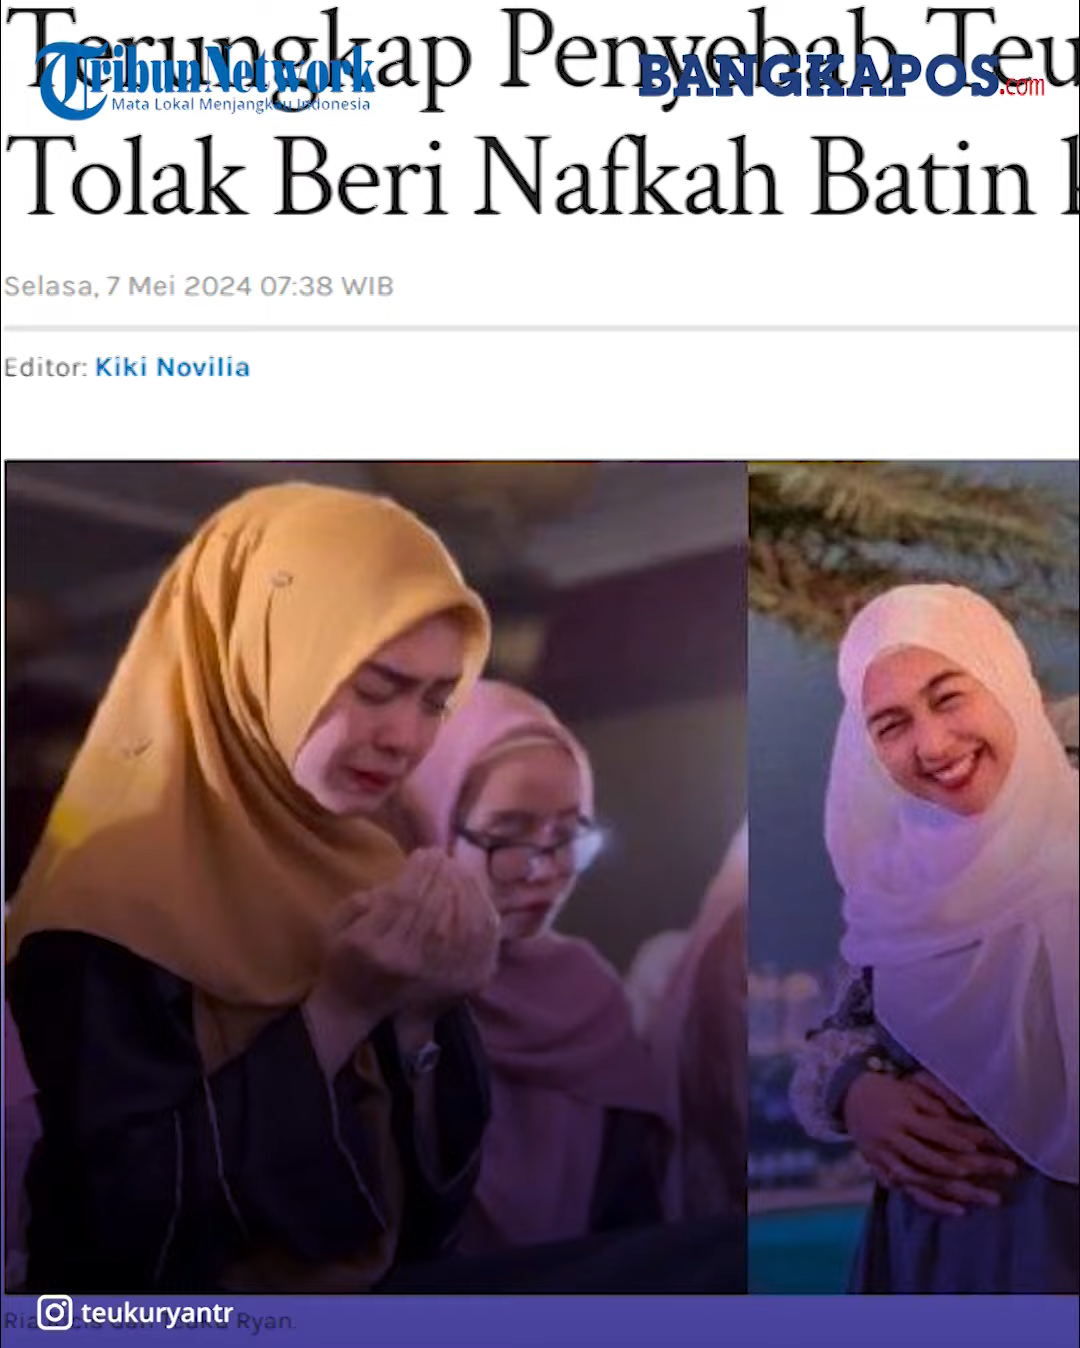 Terungkap Penyebab Teu
TribunNetwork
Mata Lokal Menjangkau Indonesia
BANGKAPOS.com
Tolak Beri Nafkah Batin
Selasa, 7 Mei 2024 07:38 WIB
Editor: Kiki Novilia
teukuryantr
Ryan.